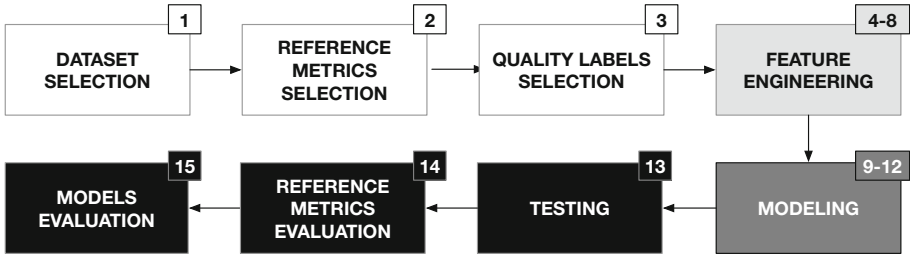 1
DATASET
SELECTION
2
REFERENCE
METRICS
SELECTION
3
QUALITY LABELS
SELECTION
4-8
FEATURE
ENGINEERING
9-12
MODELING
13
TESTING
14
REFERENCE
METRICS
EVALUATION
15
MODELS
EVALUATION